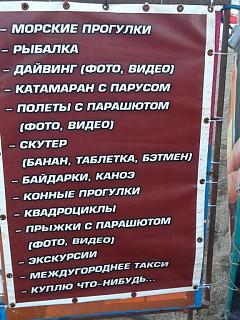 - МОРСКИЕ ПРОГУЛКИ
- РЫБАЛКА
- ДАЙВИНГ (ФОТО, ВИДЕО)
- КАТАМАРАН С ПАРУСОМ
- ПОЛЕТЫ С ПАРАШЮТОМ
(ФОТО, ВИДЕО)
- СКУТЕР
(БАНАН, ТАБЛЕТКА, БЭТМЕН)
- БАЙДАРКИ, КАНОЭ
- КОННЫЕ ПРОГУЛКИ
- КВАДРОЦИКЛЫ
- ПРЫЖКИ С ПАРАШЮТОМ
(ФОТО, ВИДЕО)
- ЭКСКУРСИИ
- МЕЖДУГОРОДНЕЕ ТАКСИ
- КУПЛЮ ЧТО-НИБУДЬ...